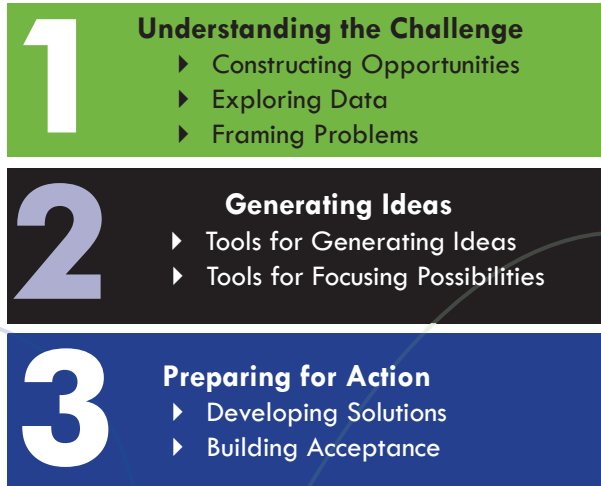 1
Understanding the Challenge
Constructing Opportunities
Exploring Data
Framing Problems
2
Generating Ideas
Tools for Generating Ideas
Tools for Focusing Possibilities
3
Preparing for Action
Developing Solutions
Building Acceptance